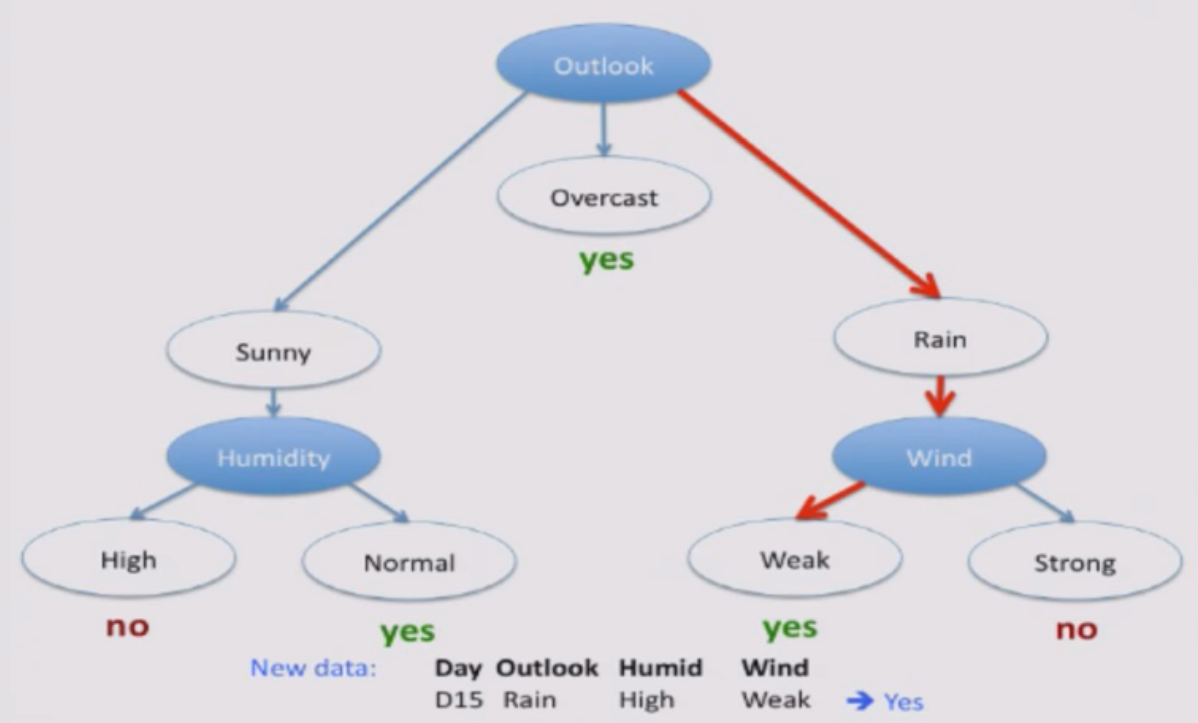 Outlook
Overcast
yes
Sunny
Rain
Humidity
Wind
High
Normal
Weak
Strong
no
yes
yes
no
New data: Day Outlook Humid Wind
D15 Rain High Weak → Yes